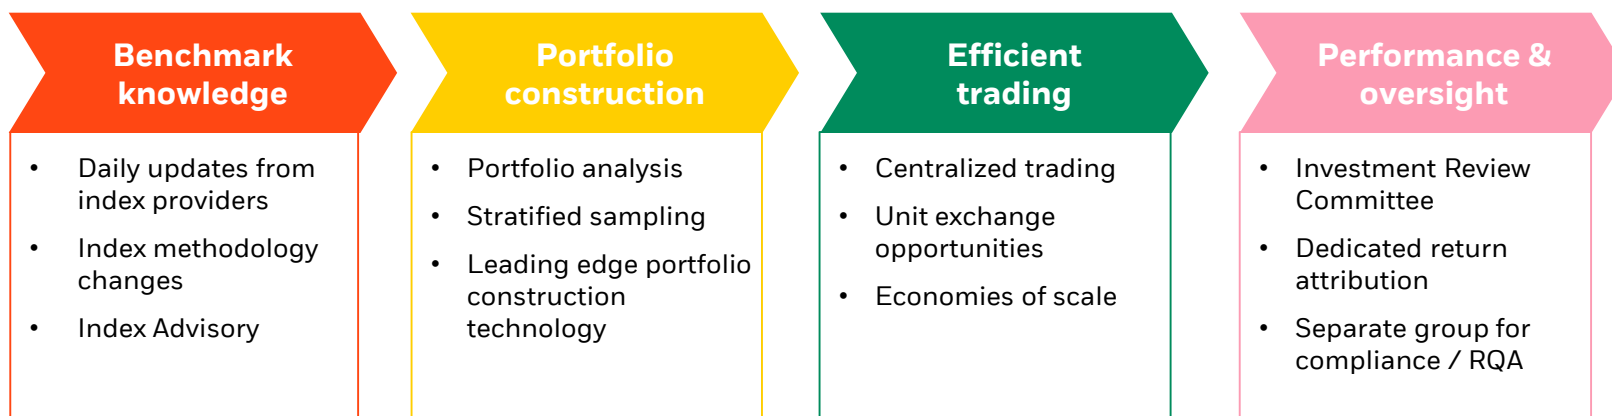 Benchmark
knowledge
• Daily updates from
index providers
• Index methodology
changes
• Index Advisory
Portfolio
construction
• Portfolio analysis
• Stratified sampling
• Leading edge portfolio
construction
technology
Efficient
trading
• Centralized trading
• Unit exchange
opportunities
• Economies of scale
Performance &
oversight
• Investment Review
Committee
• Dedicated return
attribution
• Separate group for
compliance / RQA